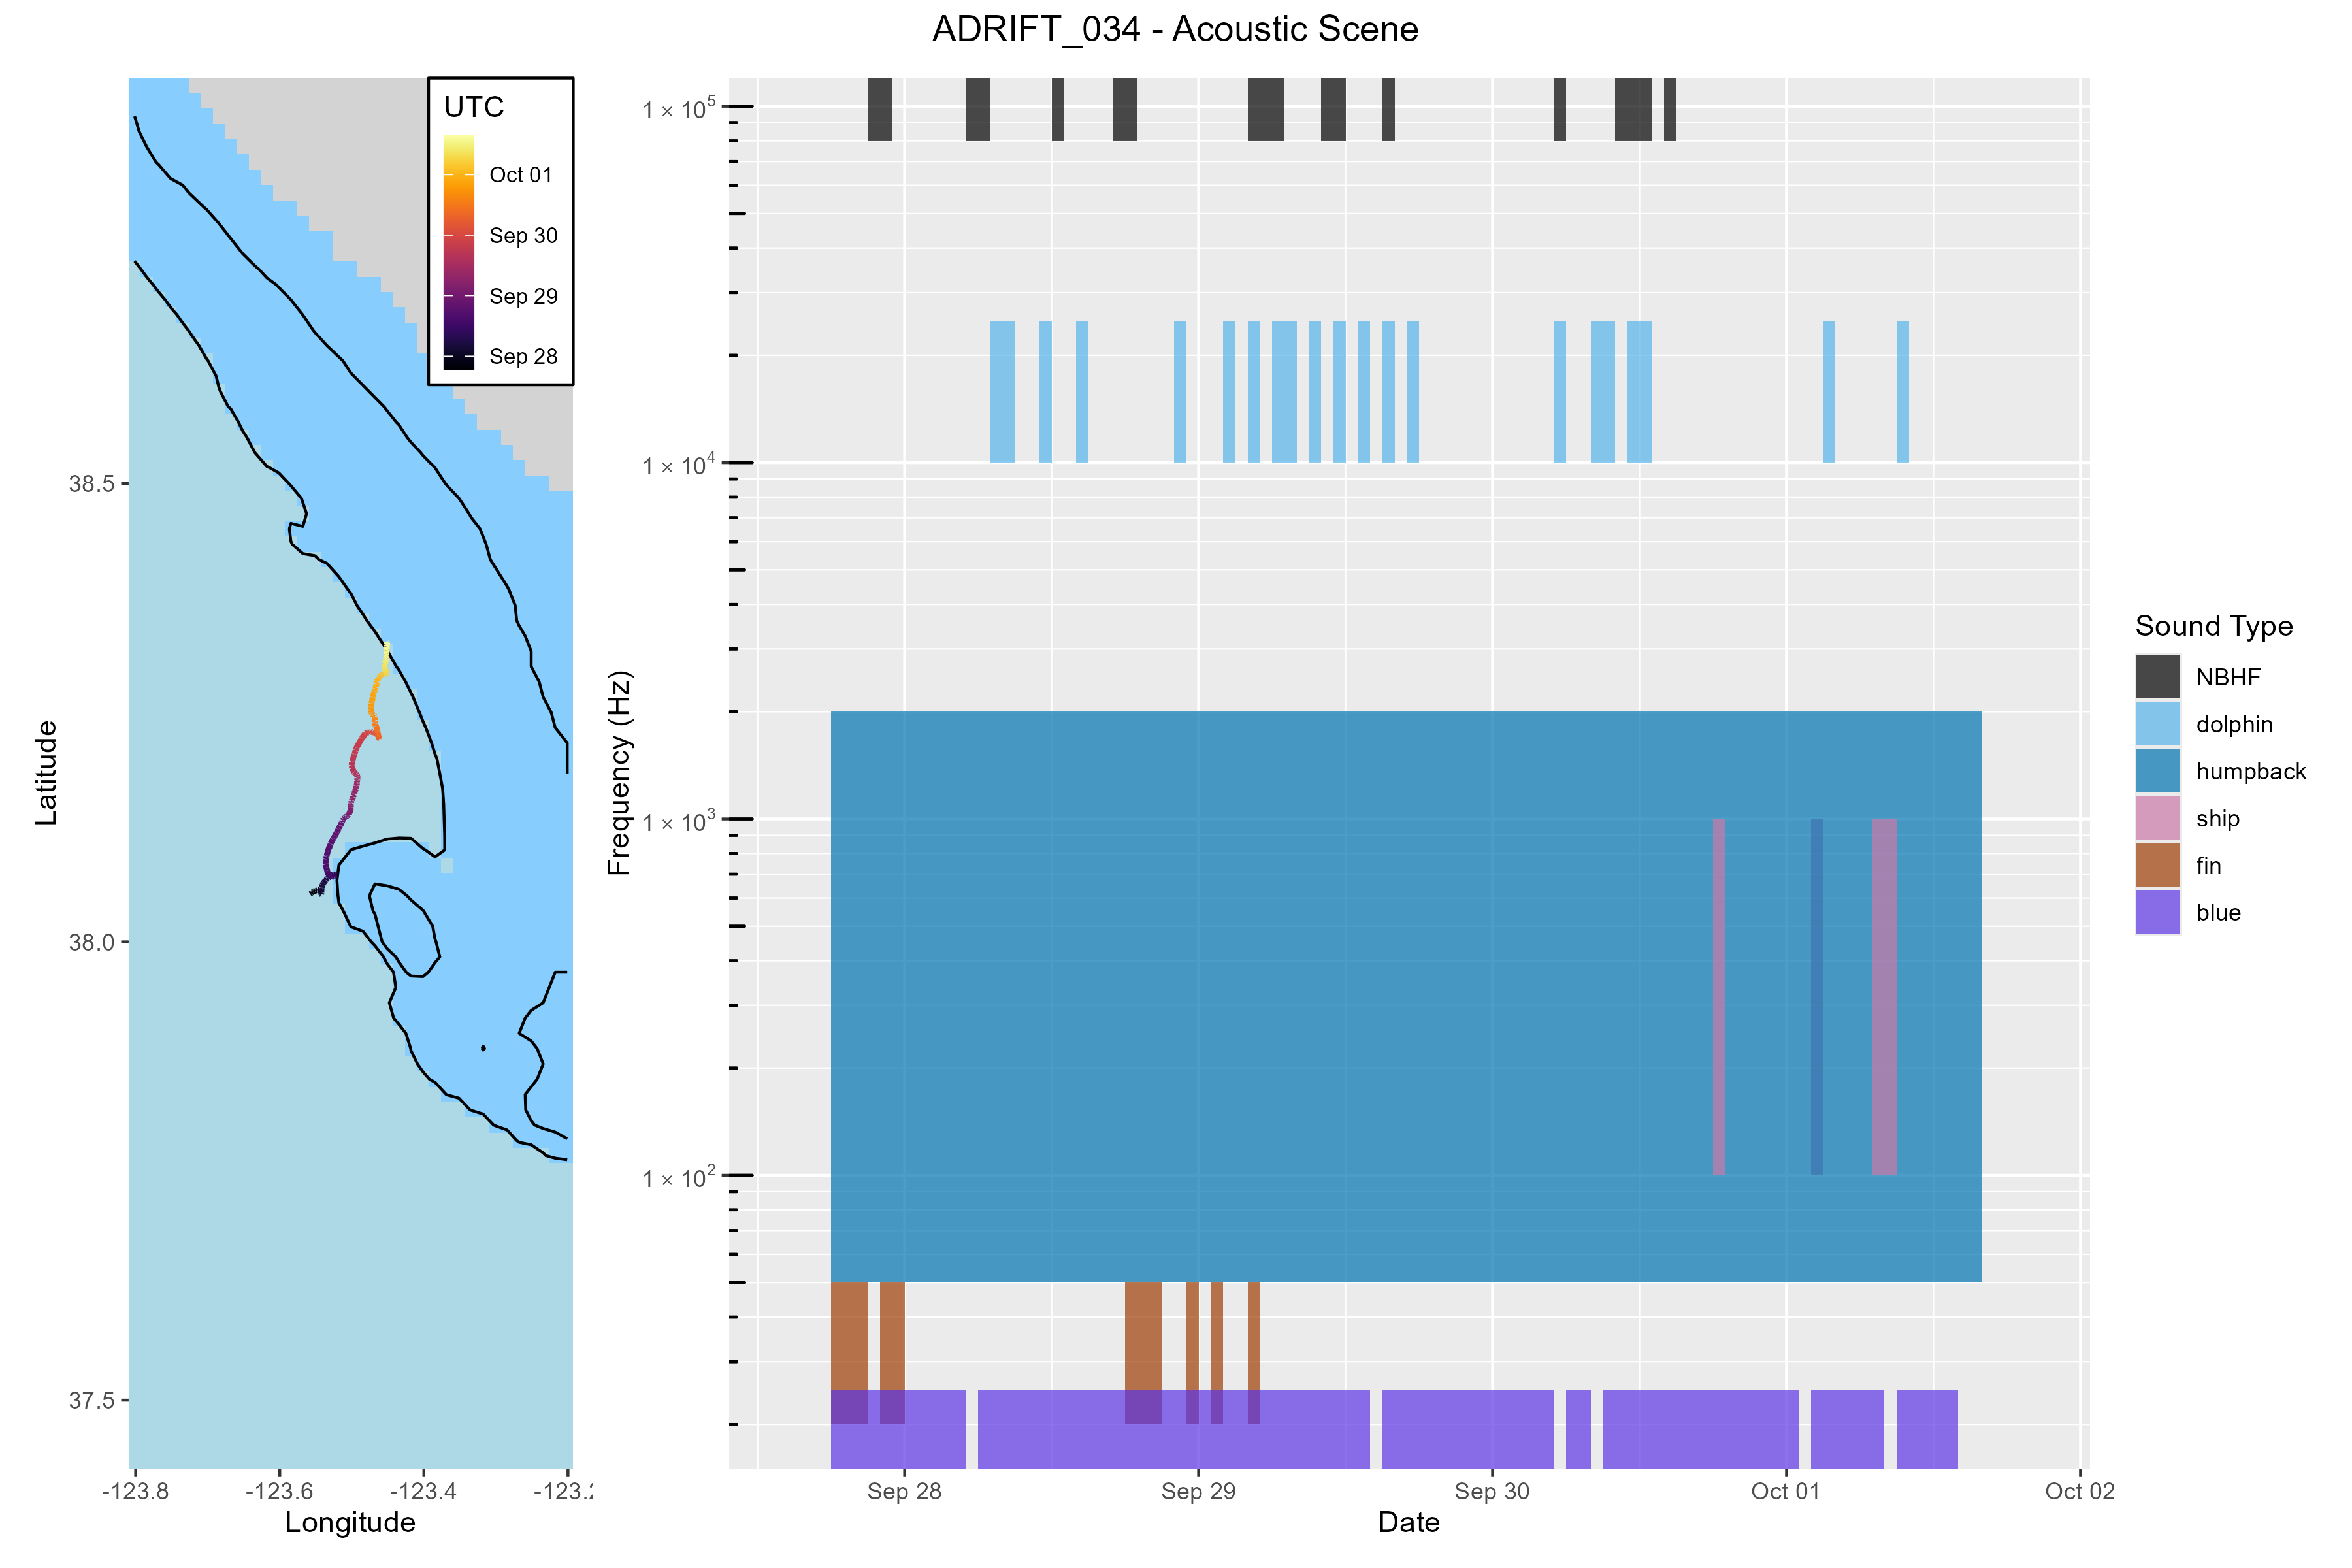 ADRIFT_034 - Acoustic Scene
UTC
Oct 01
Sep 30
Sep 29
Sep 28
Latitude
38.5
38.0
37.5
-123.8 -123.6 -123.4
Longitude
Frequency (Hz)
1 × 10⁵
1 × 10⁴
1 × 10³
1 × 10²
Sep 28 Sep 29 Sep 30 Oct 01 Oct 02
Date
Sound Type
NBHF
dolphin
humpback
ship
fin
blue